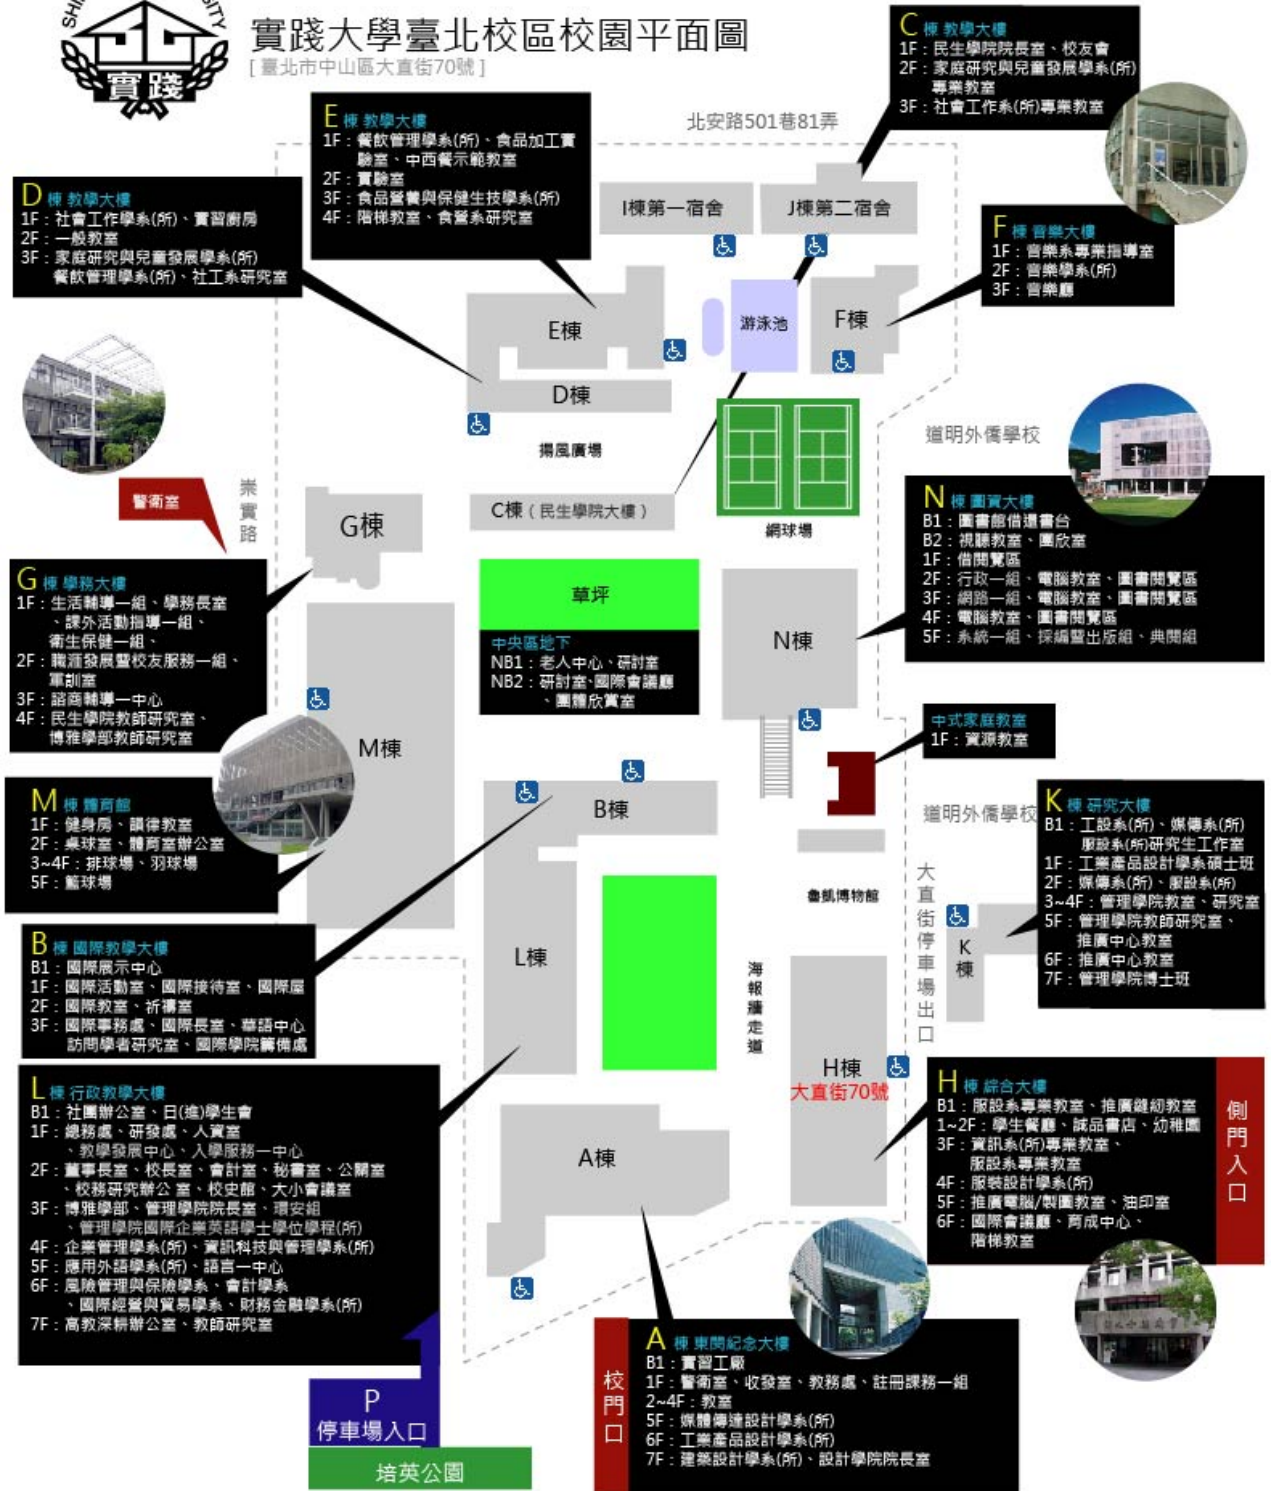 實踐
實踐大學臺北校區校園平面圖
[ 臺北市中山區大直街70號 ]
C 棟 教學大樓
1F：民生學院院長室、校友會
2F：家庭研究與兒童發展學系(所)
專業教室
3F：社會工作系(所)專業教室
北安路501巷81弄
E 棟 教學大樓
1F：餐飲管理學系(所)、食品加工實
驗室、中西餐示範教室
2F：實驗室
3F：食品營養與保健生技學系(所)
4F：階梯教室、食營系研究室
D 棟 教學大樓
1F：社會工作學系(所)、實習廚房
2F：一般教室
3F：家庭研究與兒童發展學系(所)
餐飲管理學系(所)、社工系研究室
I棟第一宿舍
J棟第二宿舍
F 棟 音樂大樓
1F：音樂系專業指導室
2F：音樂學系(所)
3F：音樂廳
E棟
游泳池
F棟
D棟
揚風廣場
道明外僑學校
警衛室
崇實路
G棟
C棟（民生學院大樓）
網球場
N 棟 圖資大樓
B1：圖書館借還書台
B2：視聽教室、團欣室
1F：借閱覽區
2F：行政一組、電腦教室、圖書閱覽區
3F：網路一組、電腦教室、圖書閱覽區
4F：電腦教室、圖書閱覽區
5F：系統一組、採編暨出版組、典閱組
G 棟 學務大樓
1F：生活輔導一組、學務長室
、課外活動指導一組、
衛生保健一組、
2F：職涯發展暨校友服務一組、
軍訓室
3F：諮商輔導一中心
4F：民生學院教師研究室、
博雅學部教師研究室
草坪
中央區地下
NB1：老人中心、研討室
NB2：研討室、國際會議廳
、團體欣賞室
N棟
中式家庭教室
1F：資源教室
M棟
M 棟 體育館
1F：健身房、韻律教室
2F：桌球室、體育室辦公室
3~4F：排球場、羽球場
5F：籃球場
B棟
道明外僑學校
K 棟 研究大樓
B1：工設系(所)、媒傳系(所)
服設系(所)研究生工作室
1F：工業產品設計學系碩士班
2F：媒傳系(所)、服設系(所)
3~4F：管理學院教室、研究室
5F：管理學院教師研究室、
推廣中心教室
6F：推廣中心教室
7F：管理學院博士班
魯凱博物館
大直街停車場出口
K棟
B 棟 國際教學大樓
B1：國際展示中心
1F：國際活動室、國際接待室、國際屋
2F：國際教室、祈禱室
3F：國際事務處、國際長室、華語中心
訪問學者研究室、國際學院籌備處
L棟
海報牆走道
H棟
大直街70號
L 棟 行政教學大樓
B1：社團辦公室、日(進)學生會
1F：總務處、研發處、人資室
、教學發展中心、入學服務一中心
2F：董事長室、校長室、會計室、秘書室、公關室
、校務研究辦公 室、校史館、大小會議室
3F：博雅學部、管理學院院長室、環安組
、管理學院國際企業英語學士學位學程(所)
4F：企業管理學系(所)、資訊科技與管理學系(所)
5F：應用外語學系(所)、語言一中心
6F：風險管理與保險學系、會計學系
、國際經營與貿易學系、財務金融學系(所)
7F：高教深耕辦公室、教師研究室
H 棟 綜合大樓
B1：服設系專業教室、推廣縫紉教室
1~2F：學生餐廳、誠品書店、幼稚園
3F：資訊系(所)專業教室、
服設系專業教室
4F：服裝設計學系(所)
5F：推廣電腦/製圖教室、油印室
6F：國際會議廳、育成中心、
階梯教室
側門入口
A棟
A 棟 東閔紀念大樓
B1：實習工廠
1F：警衛室、收發室、教務處、註冊課務一組
2~4F：教室
5F：媒體傳達設計學系(所)
6F：工業產品設計學系(所)
7F：建築設計學系(所)、設計學院院長室
校門口
P
停車場入口
培英公園